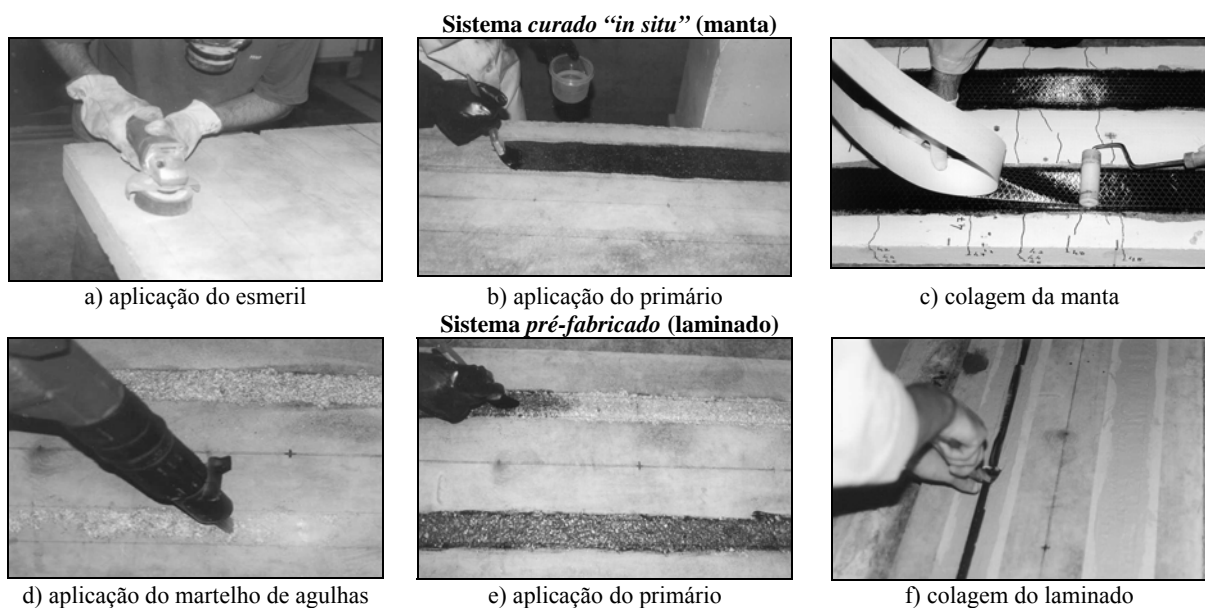 Sistema curado “in situ” (manta)
a) aplicação do esmeril
b) aplicação do primário
c) colagem da manta
Sistema pré-fabricado (laminado)
d) aplicação do martelho de agulhas
e) aplicação do primário
f) colagem do laminado